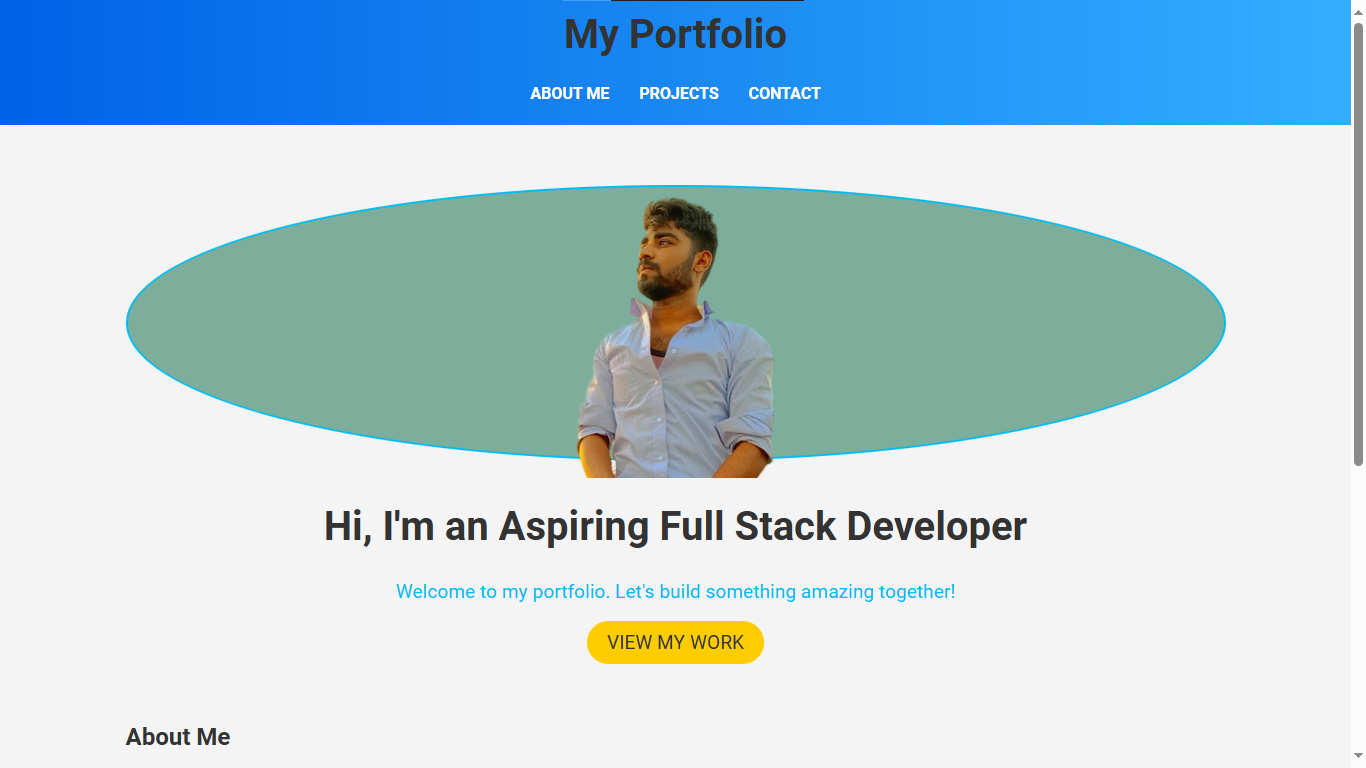 My Portfolio
ABOUT ME PROJECTS CONTACT
Hi, I'm an Aspiring Full Stack Developer
Welcome to my portfolio. Let's build something amazing together!
VIEW MY WORK
About Me